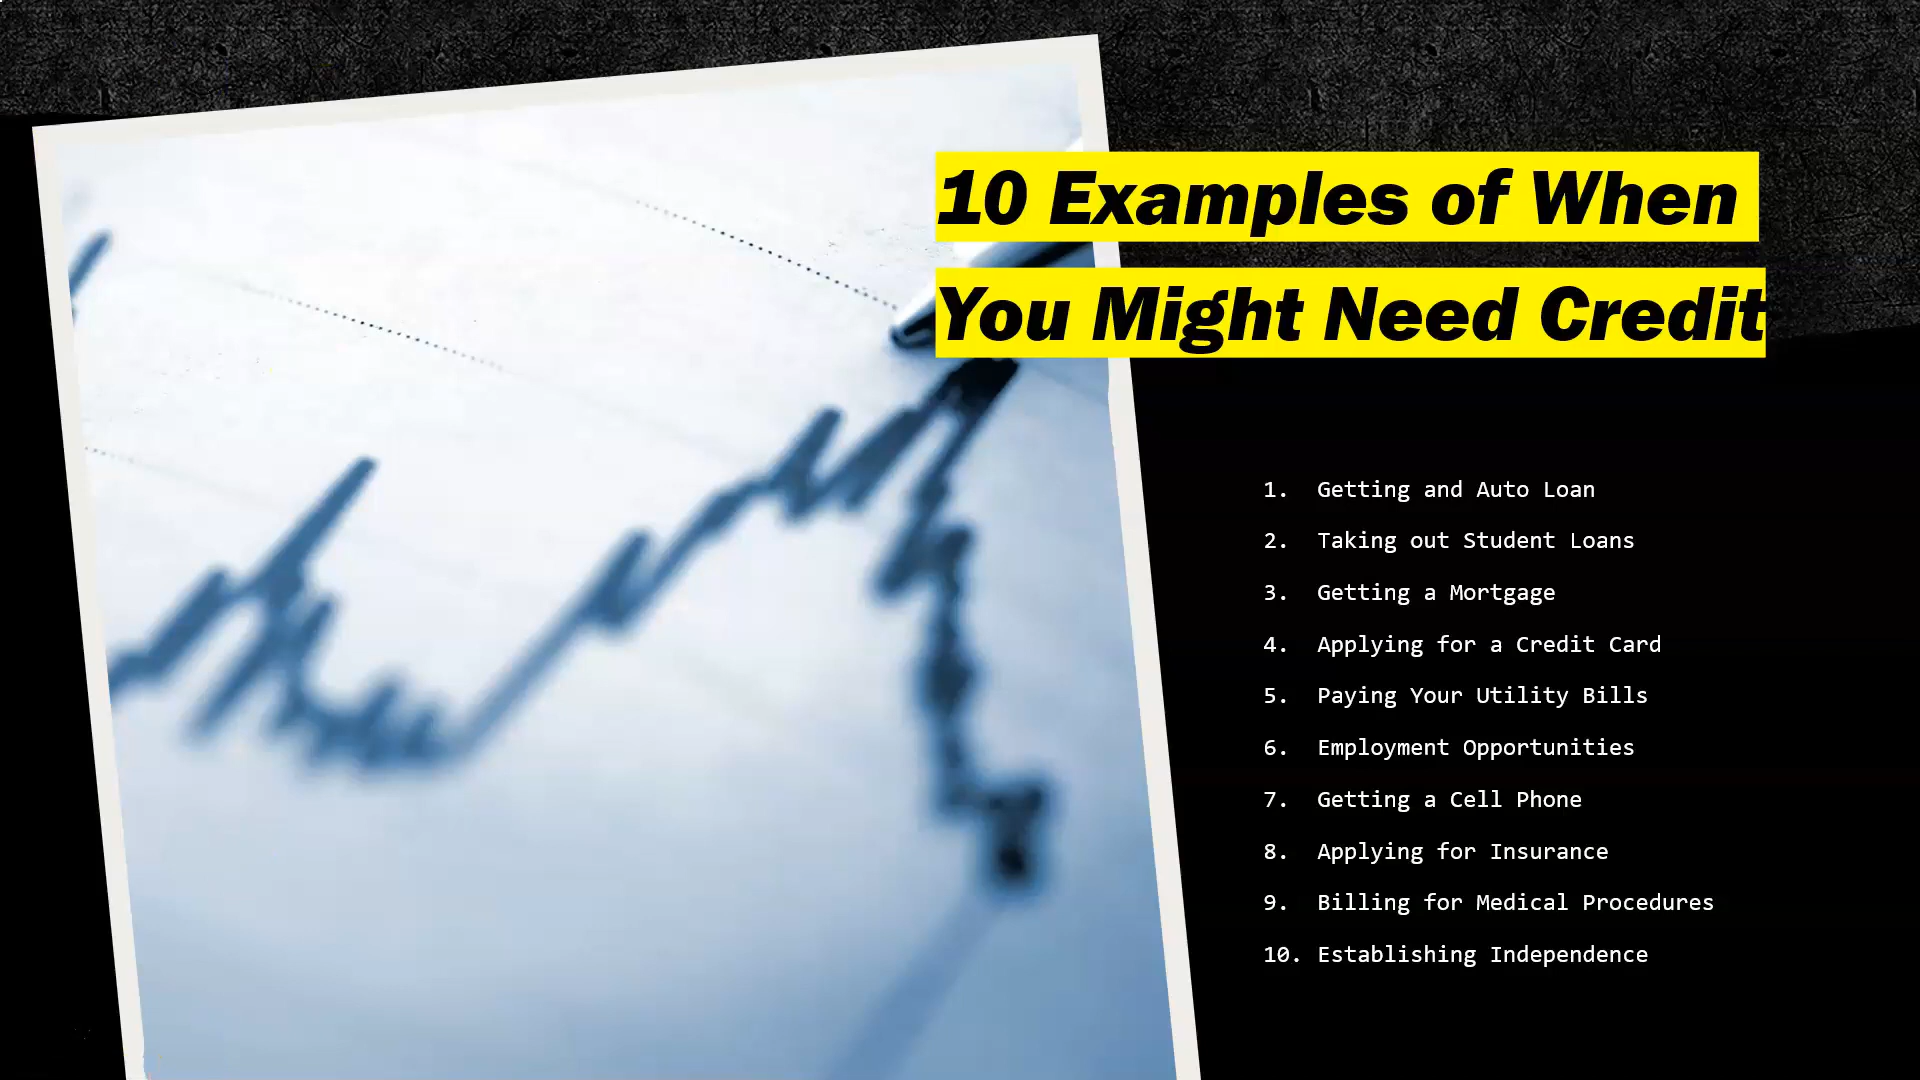 10 Examples of When
You Might Need Credit
1. Getting and Auto Loan
2. Taking out Student Loans
3. Getting a Mortgage
4. Applying for a Credit Card
5. Paying Your Utility Bills
6. Employment Opportunities
7. Getting a Cell Phone
8. Applying for Insurance
9. Billing for Medical Procedures
10. Establishing Independence